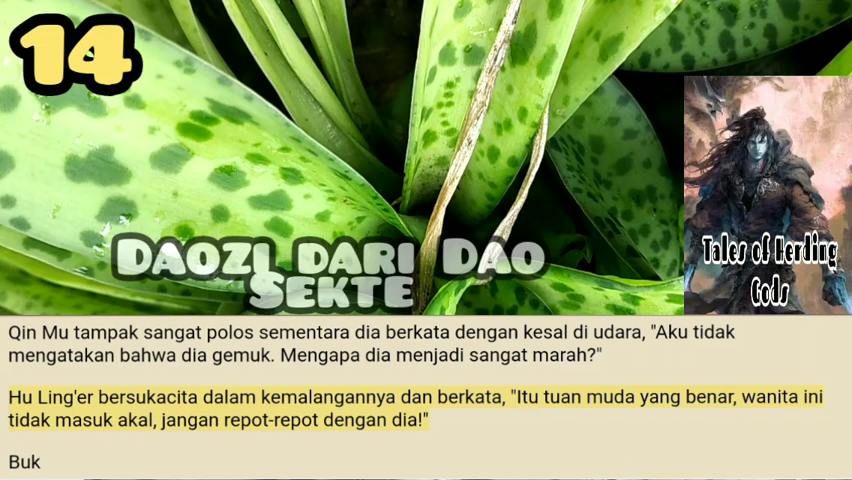 14
DAOZI DARI DAO
SEKTE
Tales of Herding
Gods
Qin Mu tampak sangat polos sementara dia berkata dengan kesal di udara, "Aku tidak
mengatakan bahwa dia gemuk. Mengapa dia menjadi sangat marah?"
Hu Ling'er bersukacita dalam kemalangannya dan berkata, "Itu tuan muda yang benar, wanita ini
tidak masuk akal, jangan repot-repot dengan dia!"
Buk